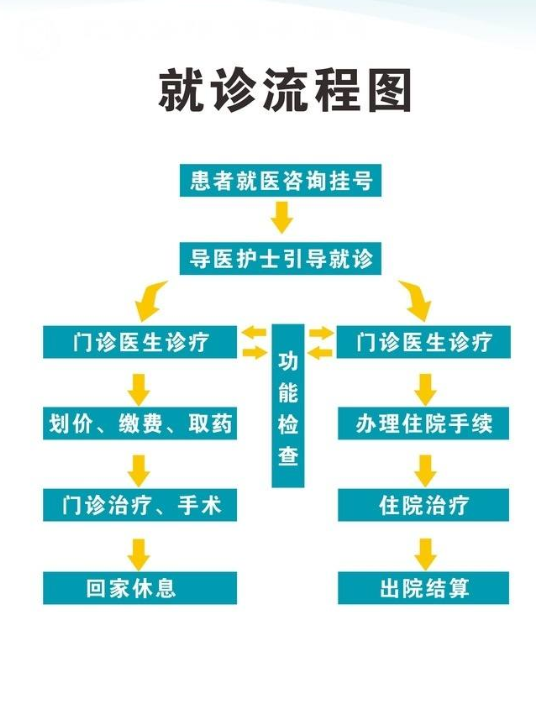 就诊流程图
患者就医咨询挂号
导医护士引导就诊
门诊医生诊疗
功能检查
门诊医生诊疗
划价、缴费、取药
办理住院手续
门诊治疗、手术
住院治疗
回家休息
出院结算